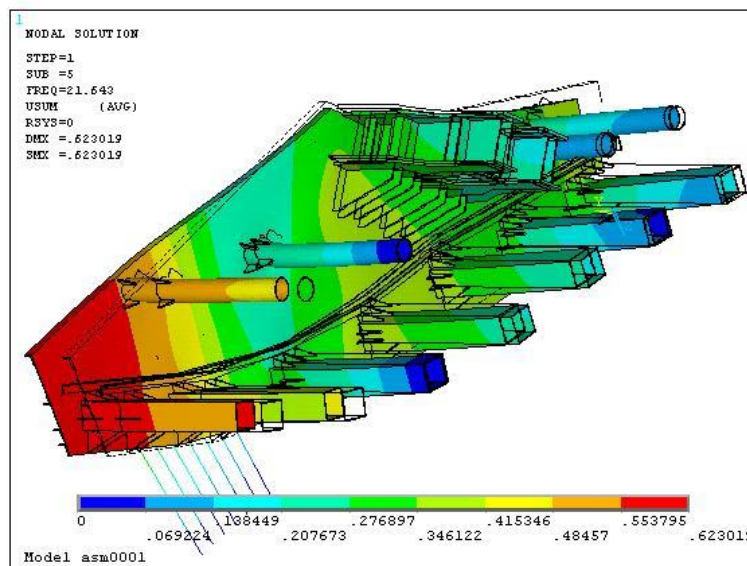 1
NODAL SOLUTION
STEP=1
SUB =5
FREQ=21.643
USUM (AVG)
RSYS=0
DMX =.623019
SMX =.623019
0 .138449 .276897 .415346 .553795
.069224 .207673 .346122 .48457 .623019
Model asm0001